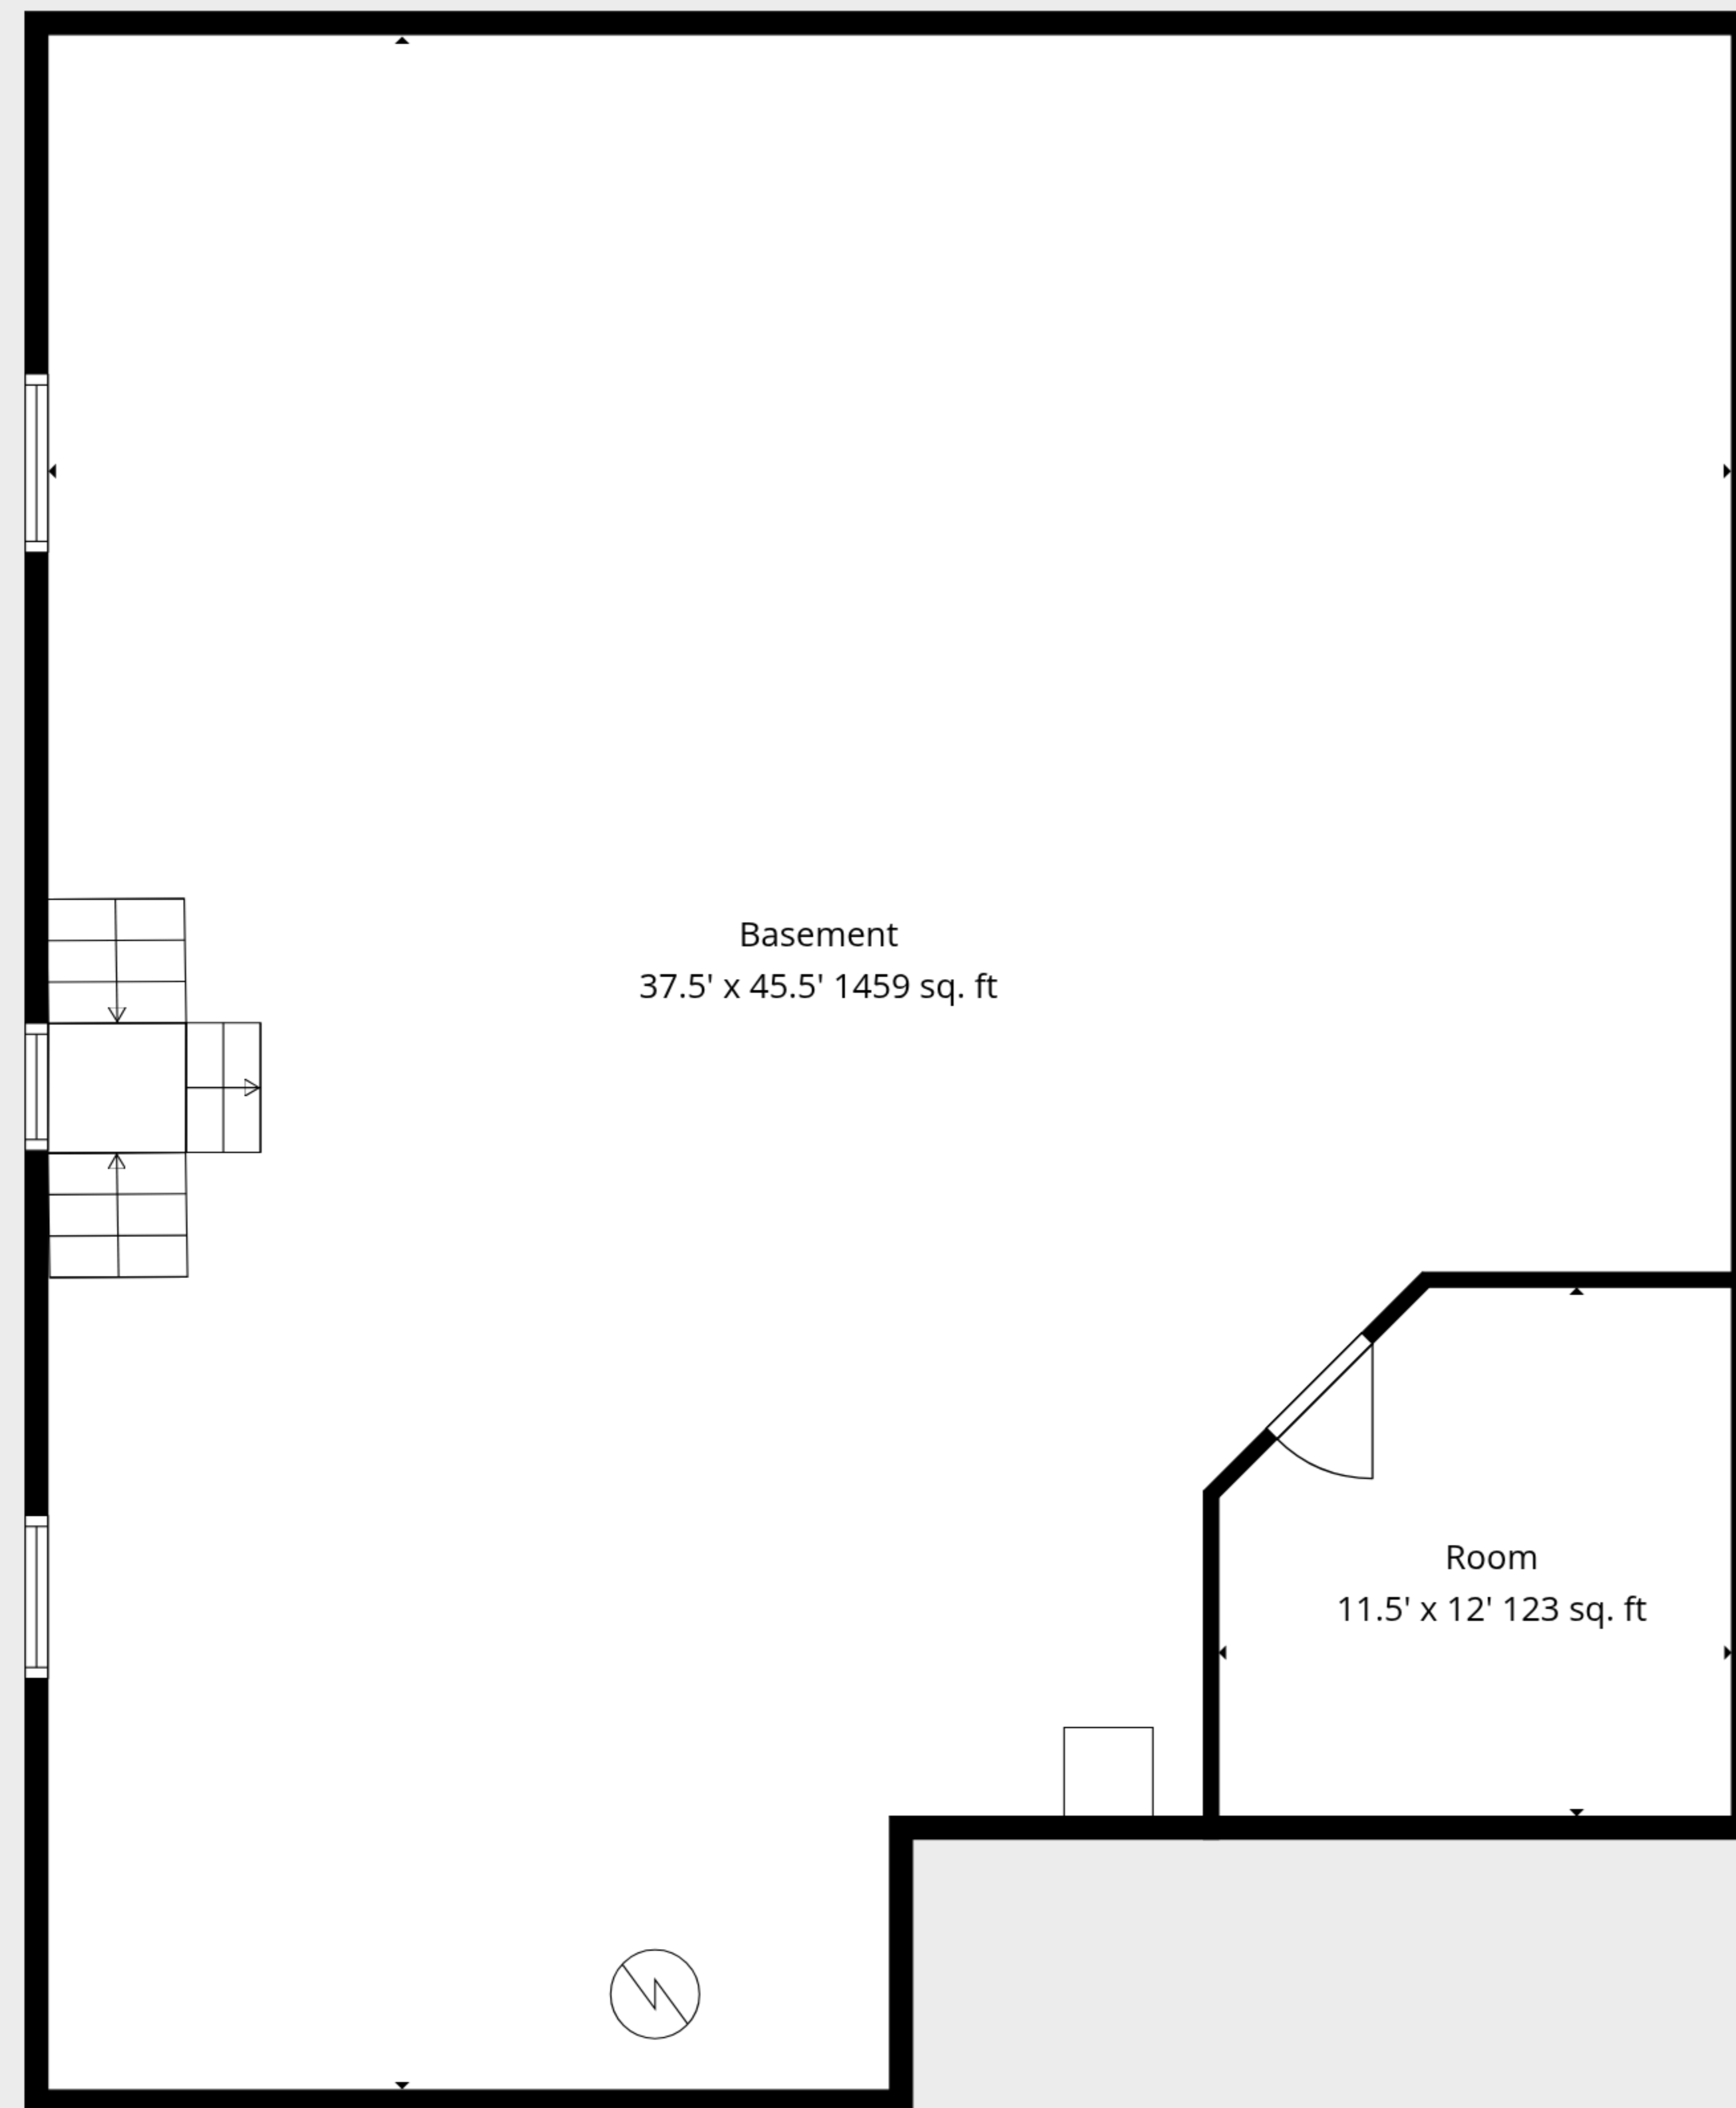 Basement
37.5' x 45.5' 1459 sq. ft
Room
11.5' x 12' 123 sq. ft